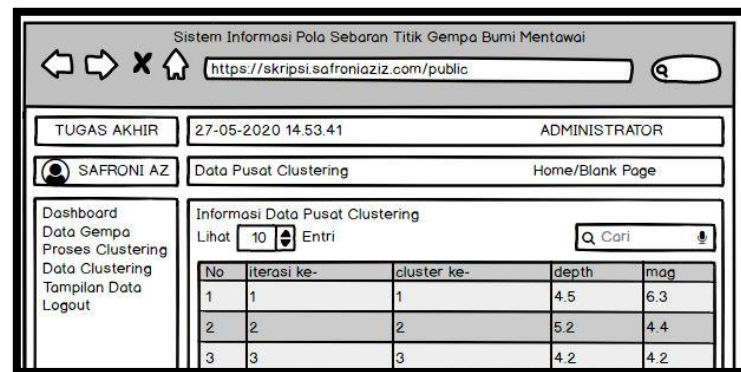 Sistem Informasi Pola Sebaran Titik Gempa Bumi Mentawai
https://skripsi.safroniaziz.com/public
TUGAS AKHIR 27-05-2020 14.53.41 ADMINISTRATOR
SAFRONI AZ Data Pusat Clustering Home/Blank Page
Dashboard
Data Gempa
Proses Clustering
Data Clustering
Tampilan Data
Logout
Informasi Data Pusat Clustering
Lihat 10 Entri Cari
No iterasi ke- cluster ke- depth mag
1 1 1 4.5 6.3
2 2 2 5.2 4.4
3 3 3 4.2 4.2